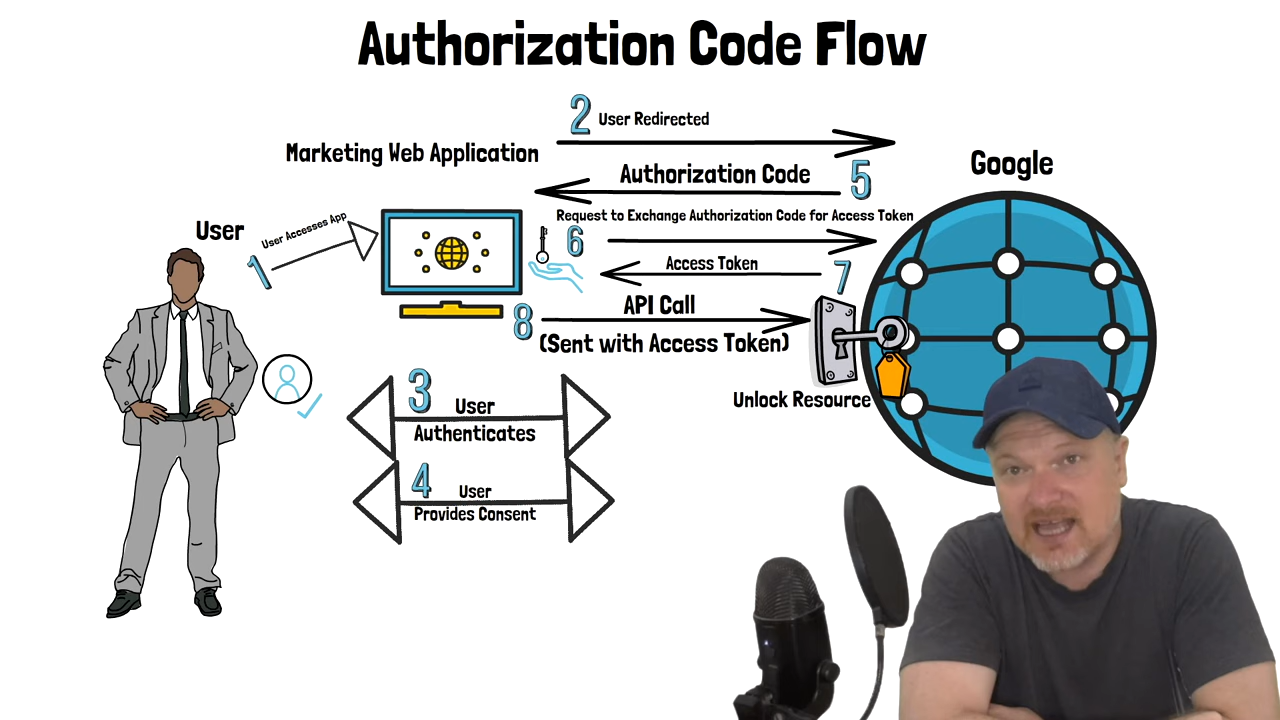 Authorization Code Flow
2 User Redirected
Marketing Web Application
Google
Authorization Code 5
Request to Exchange Authorization Code for Access Token
User
1 User Accesses App
6
Access Token 7
8 API Call
(Sent with Access Token)
Unlock Resource
3 User
Authenticates
4 User
Provides Consent